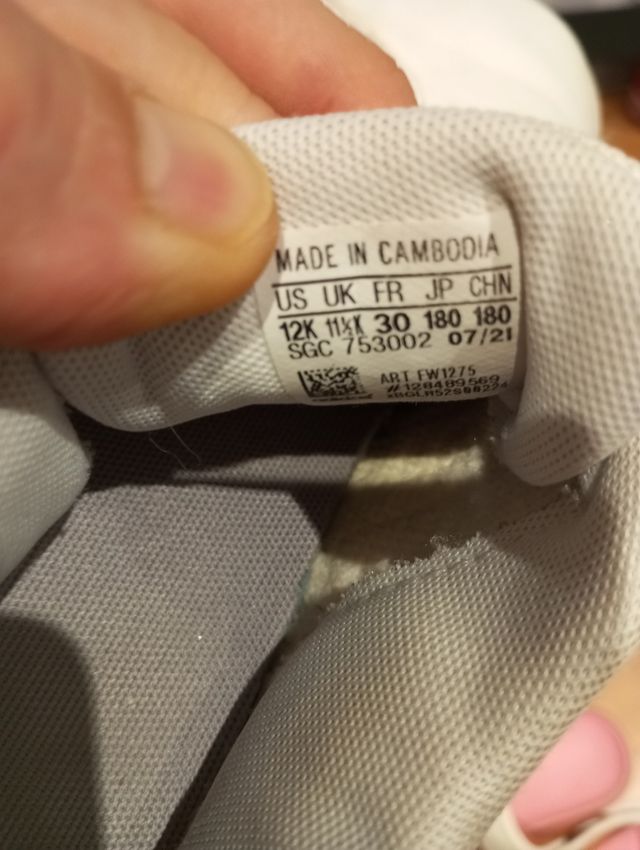 MADE IN CAMBODIA
US UK FR JP CHN
12K 11½K 30 180 180
SGC 753002 07/21
ART FW1275
#128489569